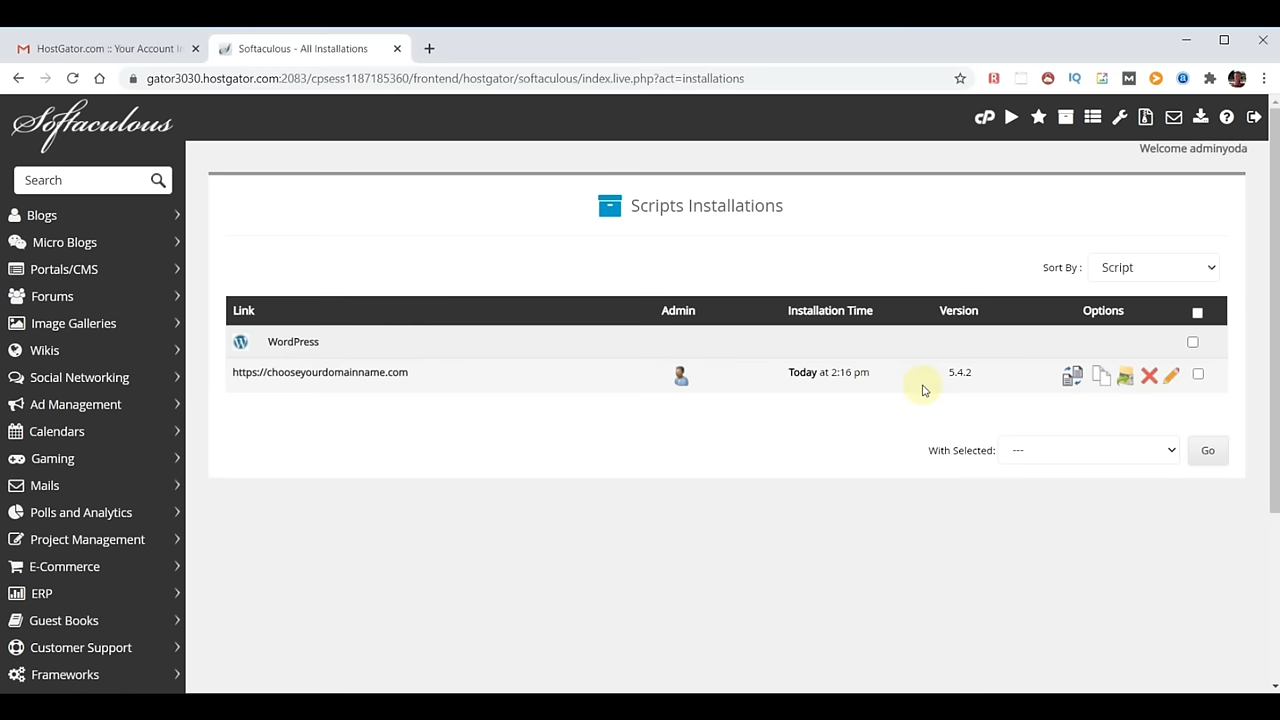 HostGator.com :: Your Account I
Softaculous - All Installations
gator3030.hostgator.com:2083/cpsess1187185360/frontend/hostgator/softaculous/index.live.php?act=installations
Softaculous
Welcome adminyoda
Search
Blogs
Micro Blogs
Portals/CMS
Forums
Image Galleries
Wikis
Social Networking
Ad Management
Calendars
Gaming
Mails
Polls and Analytics
Project Management
E-Commerce
ERP
Guest Books
Customer Support
Frameworks
Scripts Installations
Sort By : Script
Link Admin Installation Time Version Options
WordPress
https://chooseyourdomainname.com Today at 2:16 pm 5.4.2
With Selected: --- Go